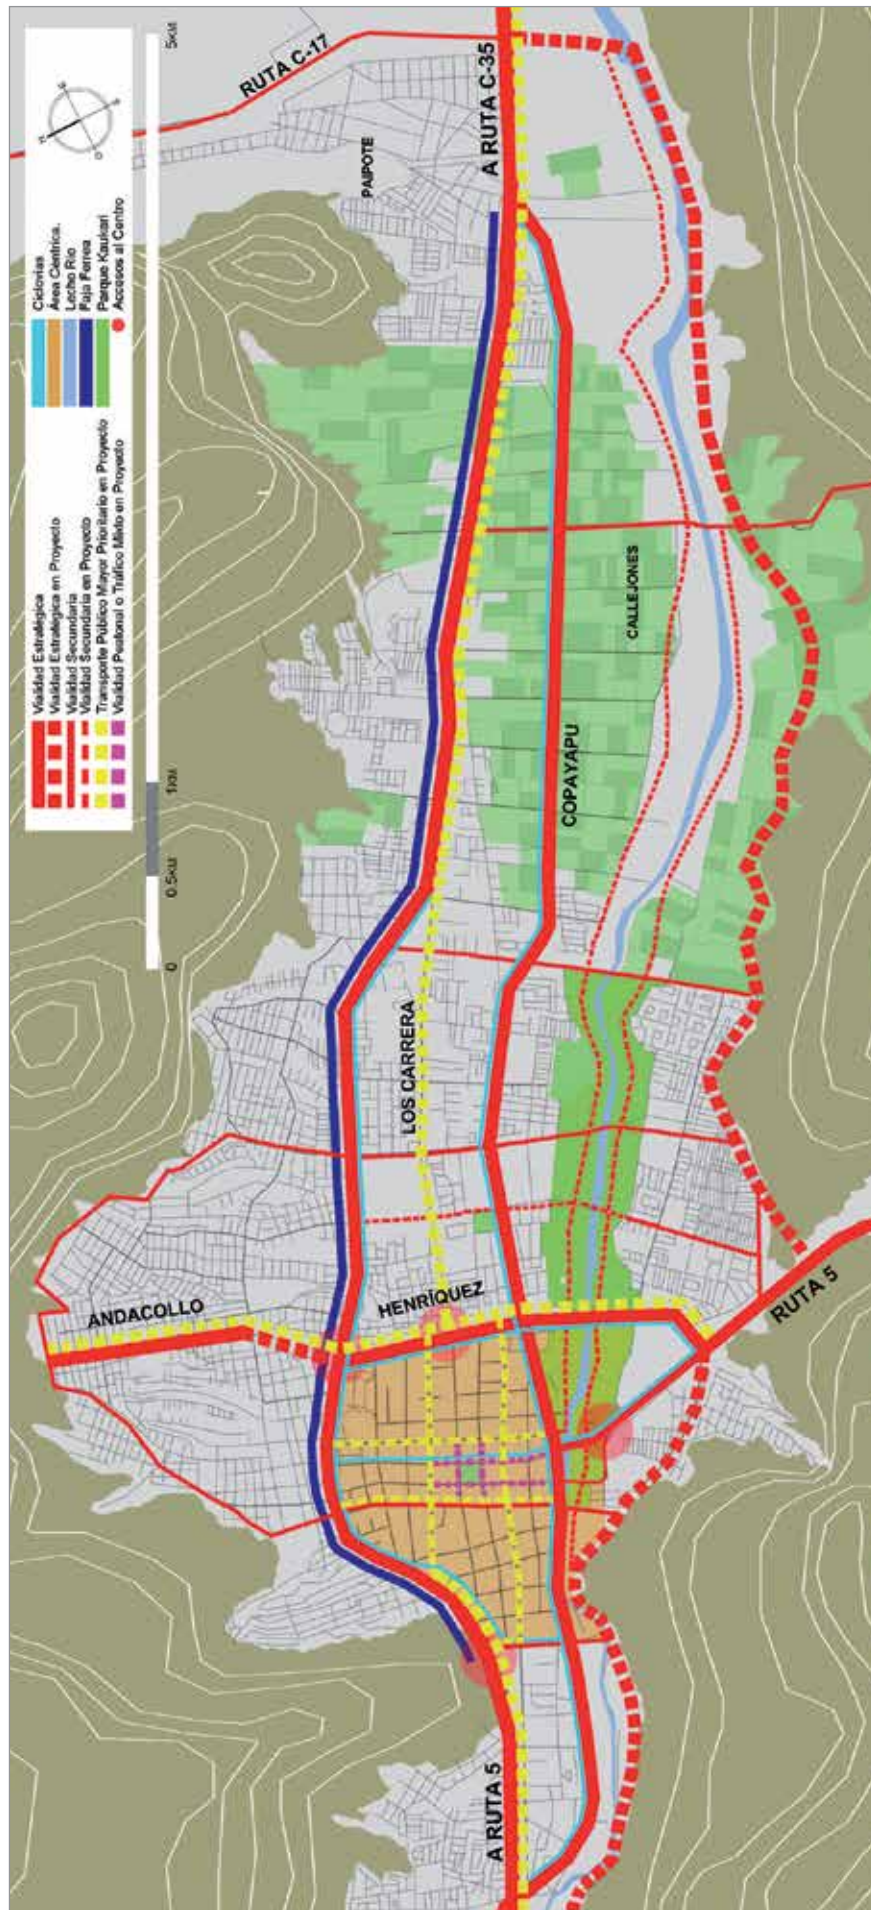 Vialidad Estratégica
Vialidad Estratégica en Proyecto
Vialidad Secundaria
Vialidad Secundaria en Proyecto
Transporte Público Mayor Prioritario en Proyecto
Vialidad Peatonal o Tráfico Mixto en Proyecto
Ciclovías
Área Céntrica.
Lecho Río
Faja Ferrea
Parque Kaukari
Accesos al Centro
N
E
S
O
0
0.5KM
1KM
5KM
RUTA C-17
A RUTA C-35
PAIPOTE
CALLEJONES
COPAYAPU
LOS CARRERA
HENRÍQUEZ
ANDACOLLO
RUTA 5
A RUTA 5